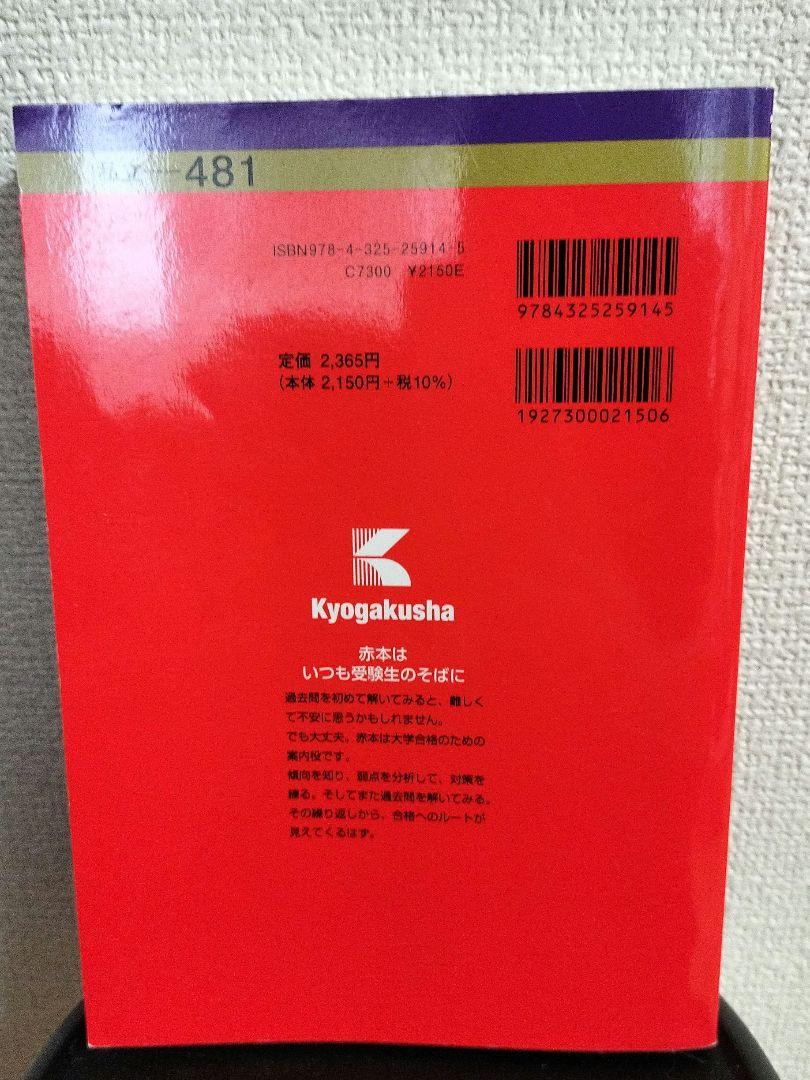 481
ISBN978-4-325-25914-5
C7300 ¥2150E
9784325259145
定価 2,365円
(本体 2,150円+税10%)
1927300021506
Kyogakusha
赤本は
いつも受験生のそばに
過去問を初めて解いてみると、難しく
て不安に思うかもしれません。
でも大丈夫。赤本は大学合格のための
案内役です。
傾向を知り、弱点を分析して、対策を
練る。そしてまた過去問を解いてみる。
その繰り返しから、合格へのルートが
見えてくるはず。